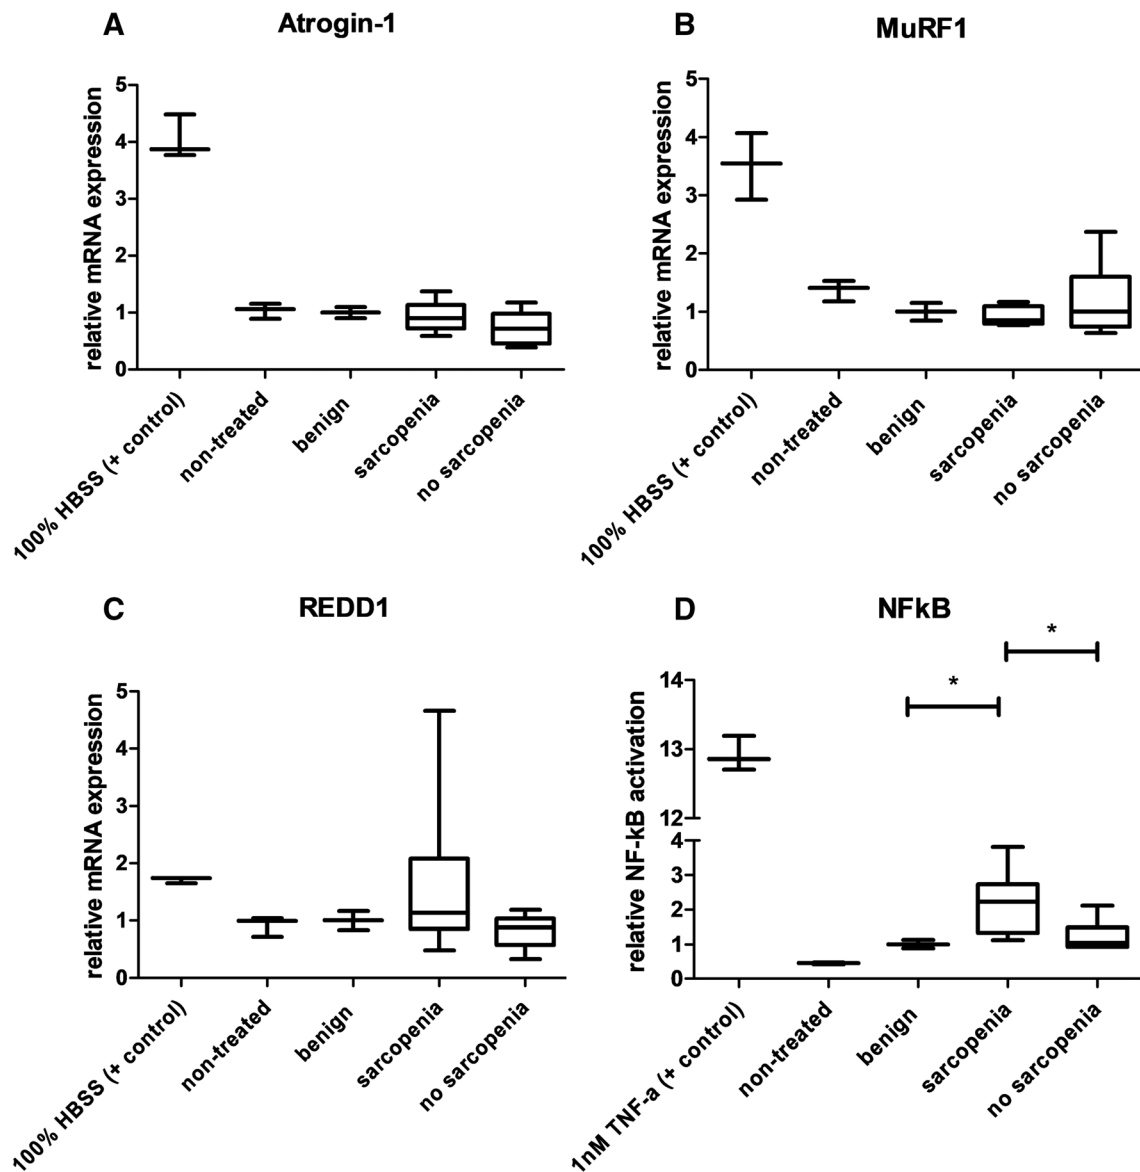 A
Atrogin-1
relative mRNA expression
5
4
3
2
1
0
100% HBSS (+ control)
non-treated
benign
sarcopenia
no sarcopenia
B
MuRF1
relative mRNA expression
5
4
3
2
1
0
100% HBSS (+ control)
non-treated
benign
sarcopenia
no sarcopenia
C
REDD1
relative mRNA expression
5
4
3
2
1
0
100% HBSS (+ control)
non-treated
benign
sarcopenia
no sarcopenia
D
NFkB
*
*
relative NF-kB activation
14
13
12
4
3
2
1
0
1nM TNF-a (+ control)
non-treated
benign
sarcopenia
no sarcopenia